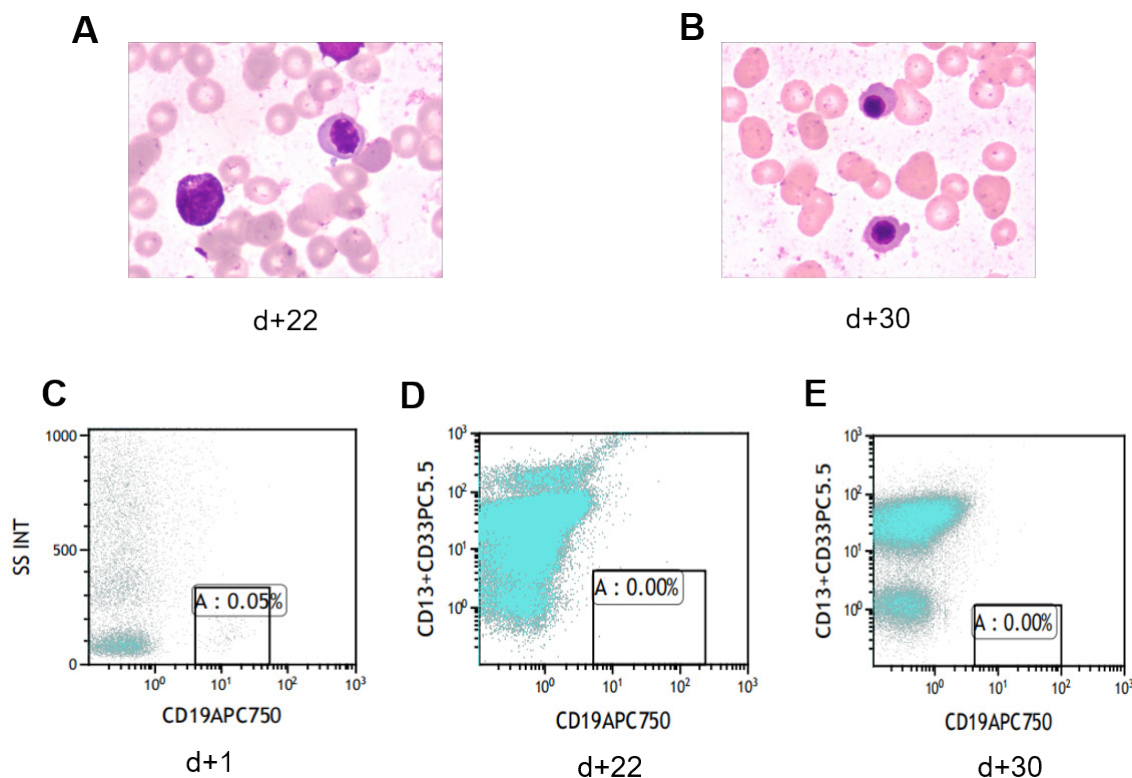 A
B
d+22
d+30
C
D
E
1000
500
0
SS INT
A : 0.05%
10⁰ 10¹ 10² 10³
CD19APC750
d+1
10³
10²
10¹
10⁰
CD13+CD33PC5.5
A : 0.00%
10⁰ 10¹ 10² 10³
CD19APC750
d+22
10³
10²
10¹
10⁰
CD13+CD33PC5.5
A : 0.00%
10⁰ 10¹ 10² 10³
CD19APC750
d+30